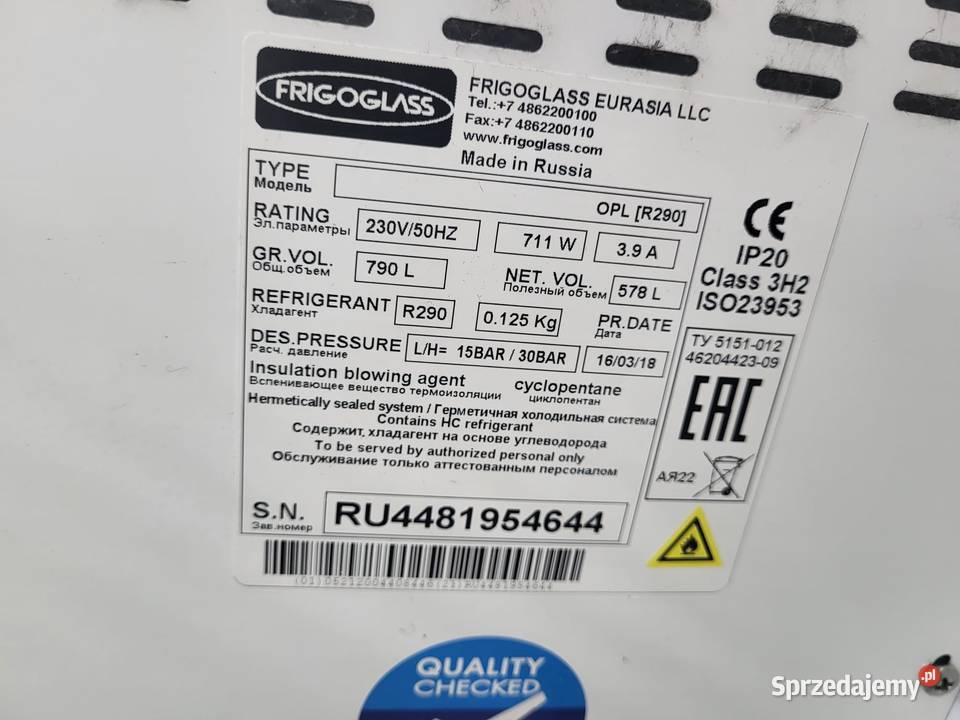 FRIGOGLASS
FRIGOGLASS EURASIA LLC
Tel.:+7 4862200100
Fax:+7 4862200110
www.frigoglass.com
Made in Russia
TYPE
Модель
OPL [R290]
RATING
Эл.параметры
230V/50HZ
711 W
3.9 A
GR.VOL.
Общ.объем
790 L
NET. VOL.
Полезный объем
578 L
REFRIGERANT
Хладагент
R290
0.125 Kg
PR.DATE
Дата
DES.PRESSURE
Расч. давление
L/H= 15BAR / 30BAR
16/03/18
Insulation blowing agent cyclopentane
Вспенивающее вещество термоизоляции циклопентан
Hermetically sealed system / Герметичная холодильная система
Contains HC refrigerant
Содержит, хладагент на основе углеводорода
To be served by authorized personal only
Обслуживание только аттестованным персоналом
S.N.
Зав.номер
RU4481954644
CE
IP20
Class 3H2
ISO23953
ТУ 5151-012
46204423-09
EAC
АЯ22
QUALITY
CHECKED
Sprzedajemy.pl